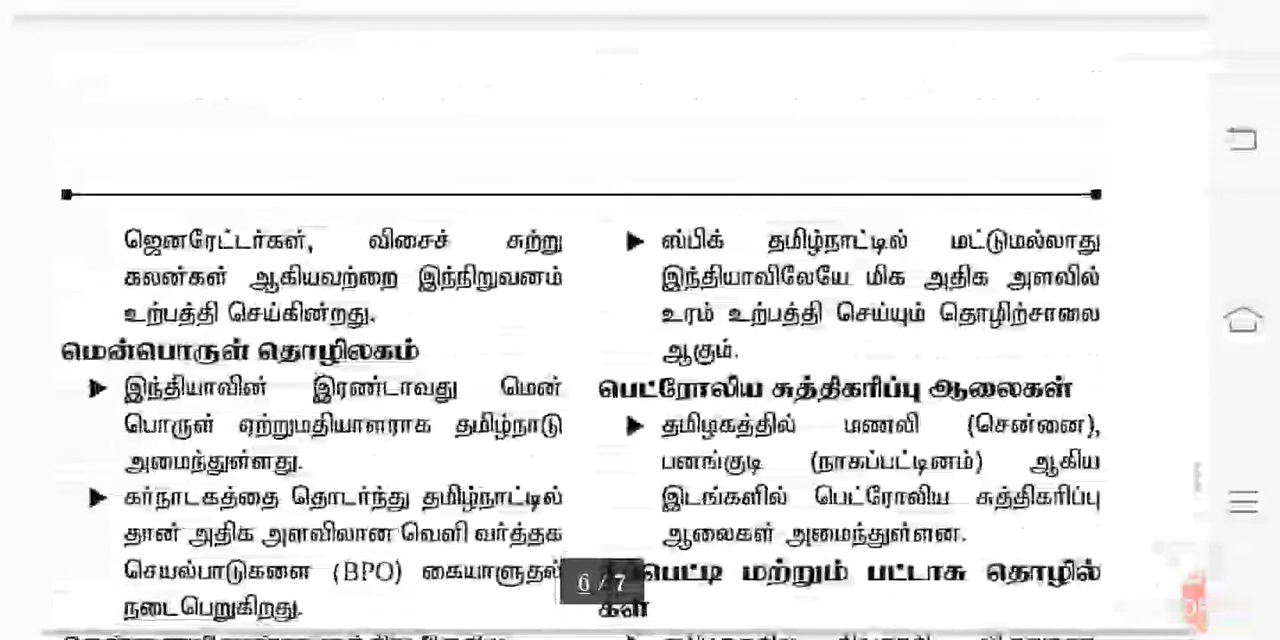 ஜெனரேட்டர்கள், விசைச் சுற்று
கலன்கள் ஆகியவற்றை இந்நிறுவனம்
உற்பத்தி செய்கின்றது.
மென்பொருள் தொழிலகம்
இந்தியாவின் இரண்டாவது மென்
பொருள் ஏற்றுமதியாளராக தமிழ்நாடு
அமைந்துள்ளது.
கர்நாடகத்தை தொடர்ந்து தமிழ்நாட்டில்
தான் அதிக அளவிலான வெளி வர்த்தக
செயல்பாடுகளை (BPO) கையாளுதல்
நடைபெறுகிறது.
ஸ்பிக் தமிழ்நாட்டில் மட்டுமல்லாது
இந்தியாவிலேயே மிக அதிக அளவில்
உரம் உற்பத்தி செய்யும் தொழிற்சாலை
ஆகும்.
பெட்ரோலிய சுத்திகரிப்பு ஆலைகள்
தமிழகத்தில் மணலி (சென்னை),
பனங்குடி (நாகப்பட்டினம்) ஆகிய
இடங்களில் பெட்ரோலிய சுத்திகரிப்பு
ஆலைகள் அமைந்துள்ளன.
மற்றும் பட்டாசு தொழில்
கள்
6 / 7